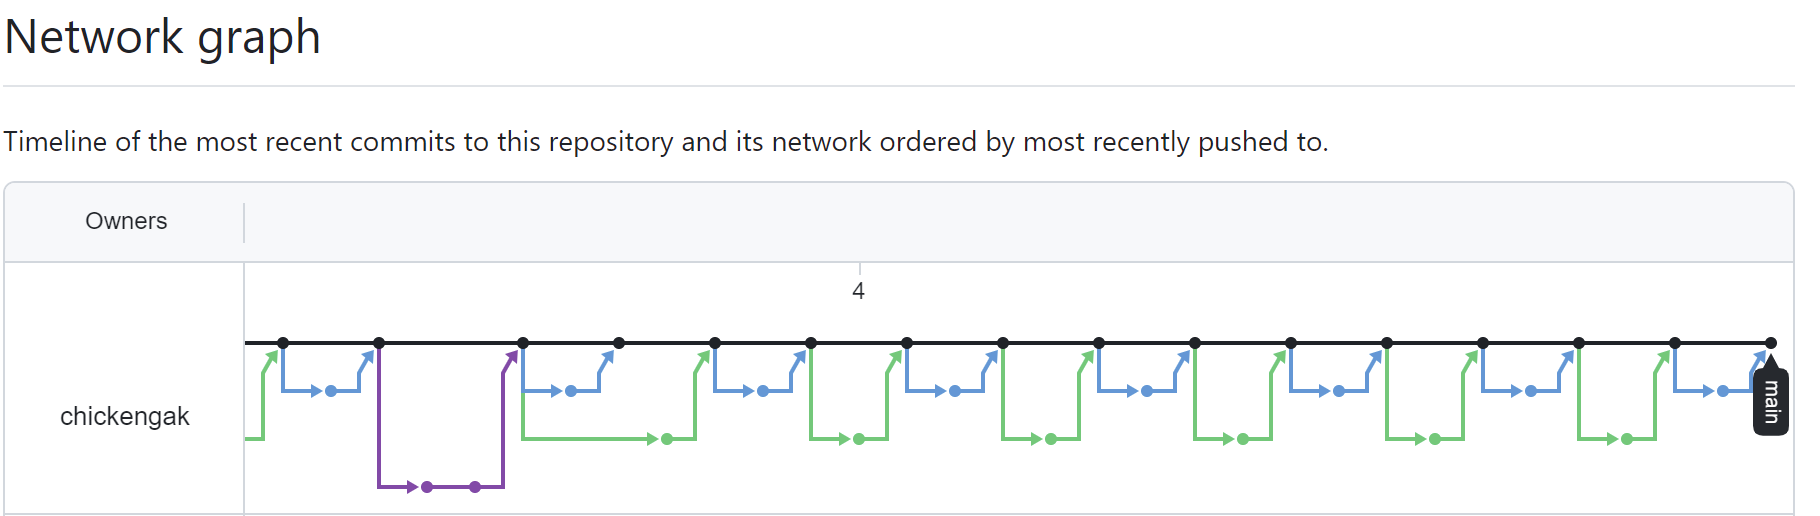 Network graph
Timeline of the most recent commits to this repository and its network ordered by most recently pushed to.
Owners
4
chickengak
main